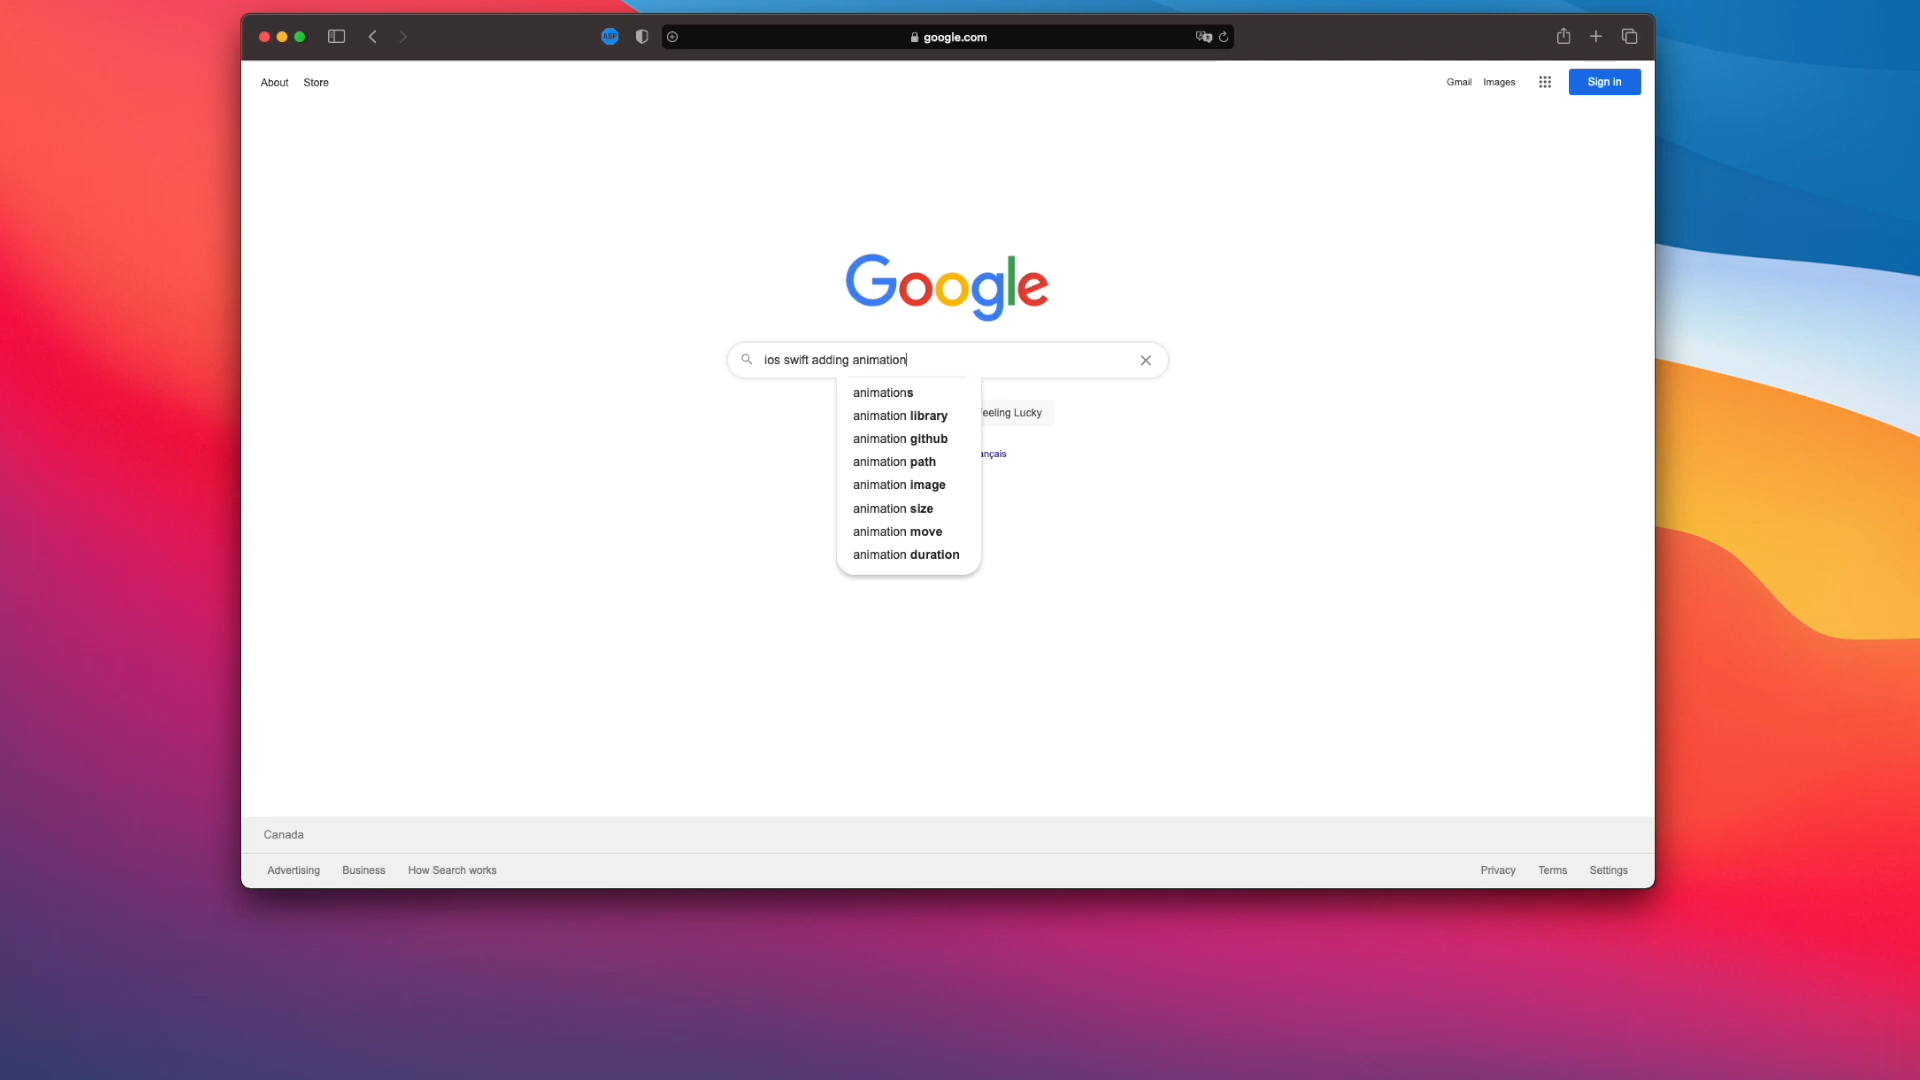 ABP
google.com
About Store
Gmail Images Sign in
Google
ios swift adding animation
animations
animation library
eeling Lucky
animation github
ançais
animation path
animation image
animation size
animation move
animation duration
Canada
Advertising Business How Search works
Privacy Terms Settings